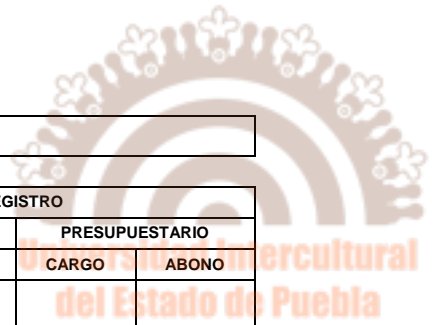 EGISTRO
PRESUPUESTARIO
CARGO ABONO
Universidad Intercultural
del Estado de Puebla